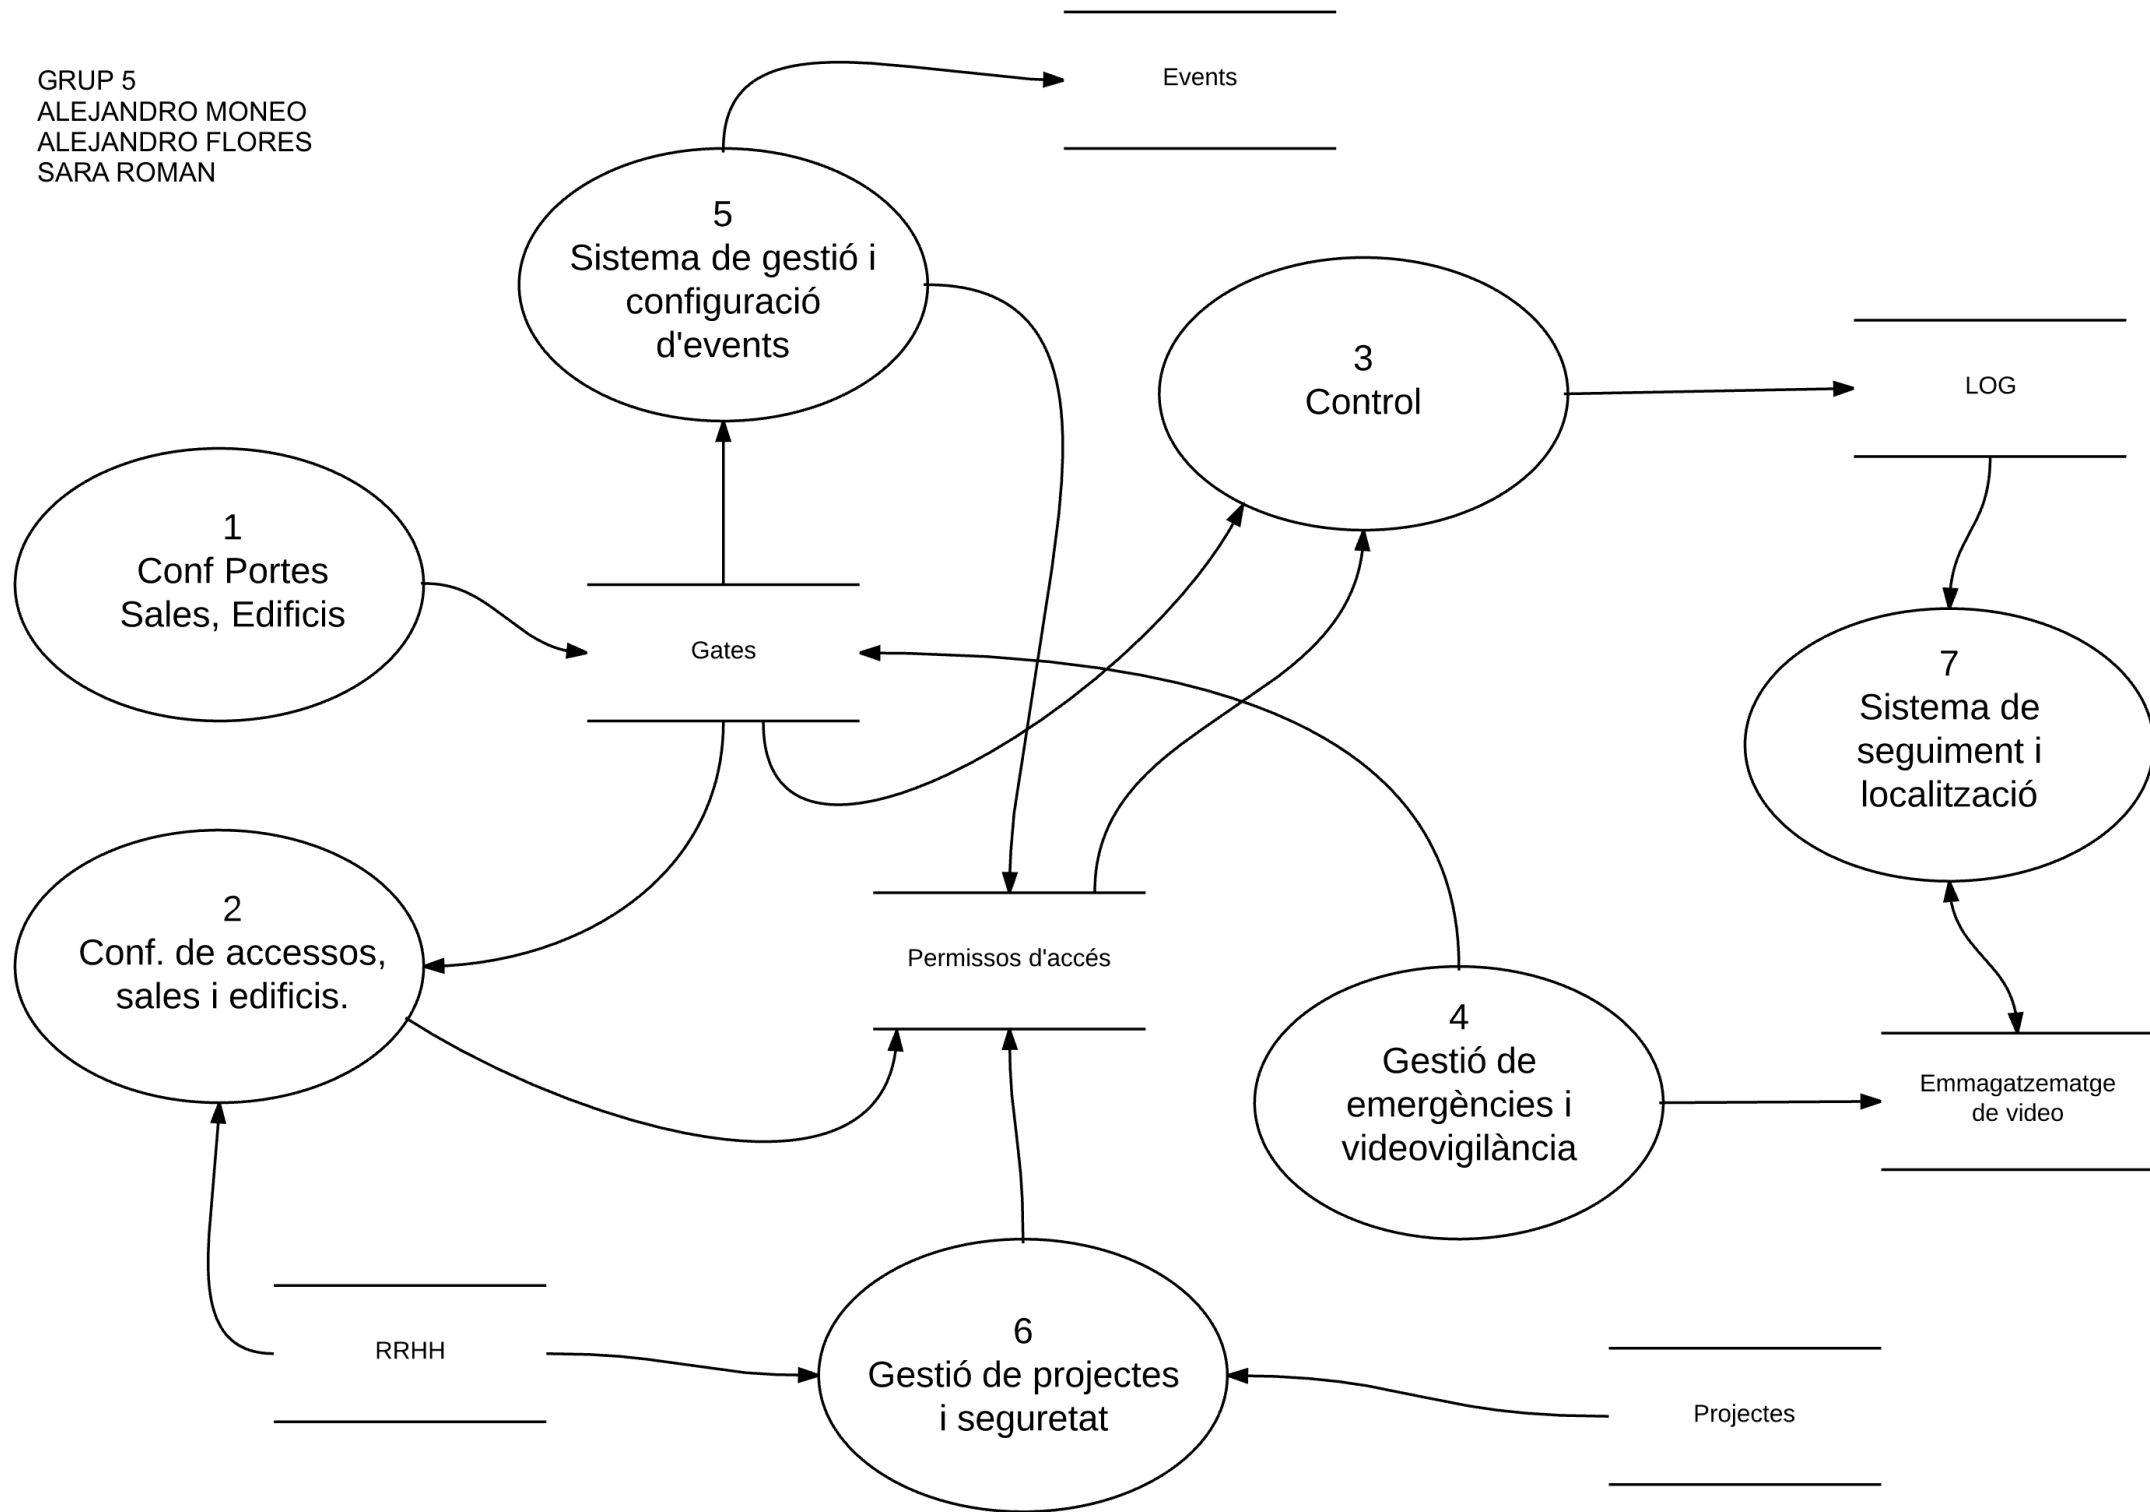 GRUP 5
ALEJANDRO MONEO
ALEJANDRO FLORES
SARA ROMAN
Events
5
Sistema de gestió i
configuració
d'events
3
Control
LOG
1
Conf Portes
Sales, Edificis
Gates
7
Sistema de
seguiment i
localització
2
Conf. de accessos,
sales i edificis.
Permissos d'accés
4
Gestió de
emergències i
videovigilància
Emmagatzematge
de video
RRHH
6
Gestió de projectes
i seguretat
Projectes